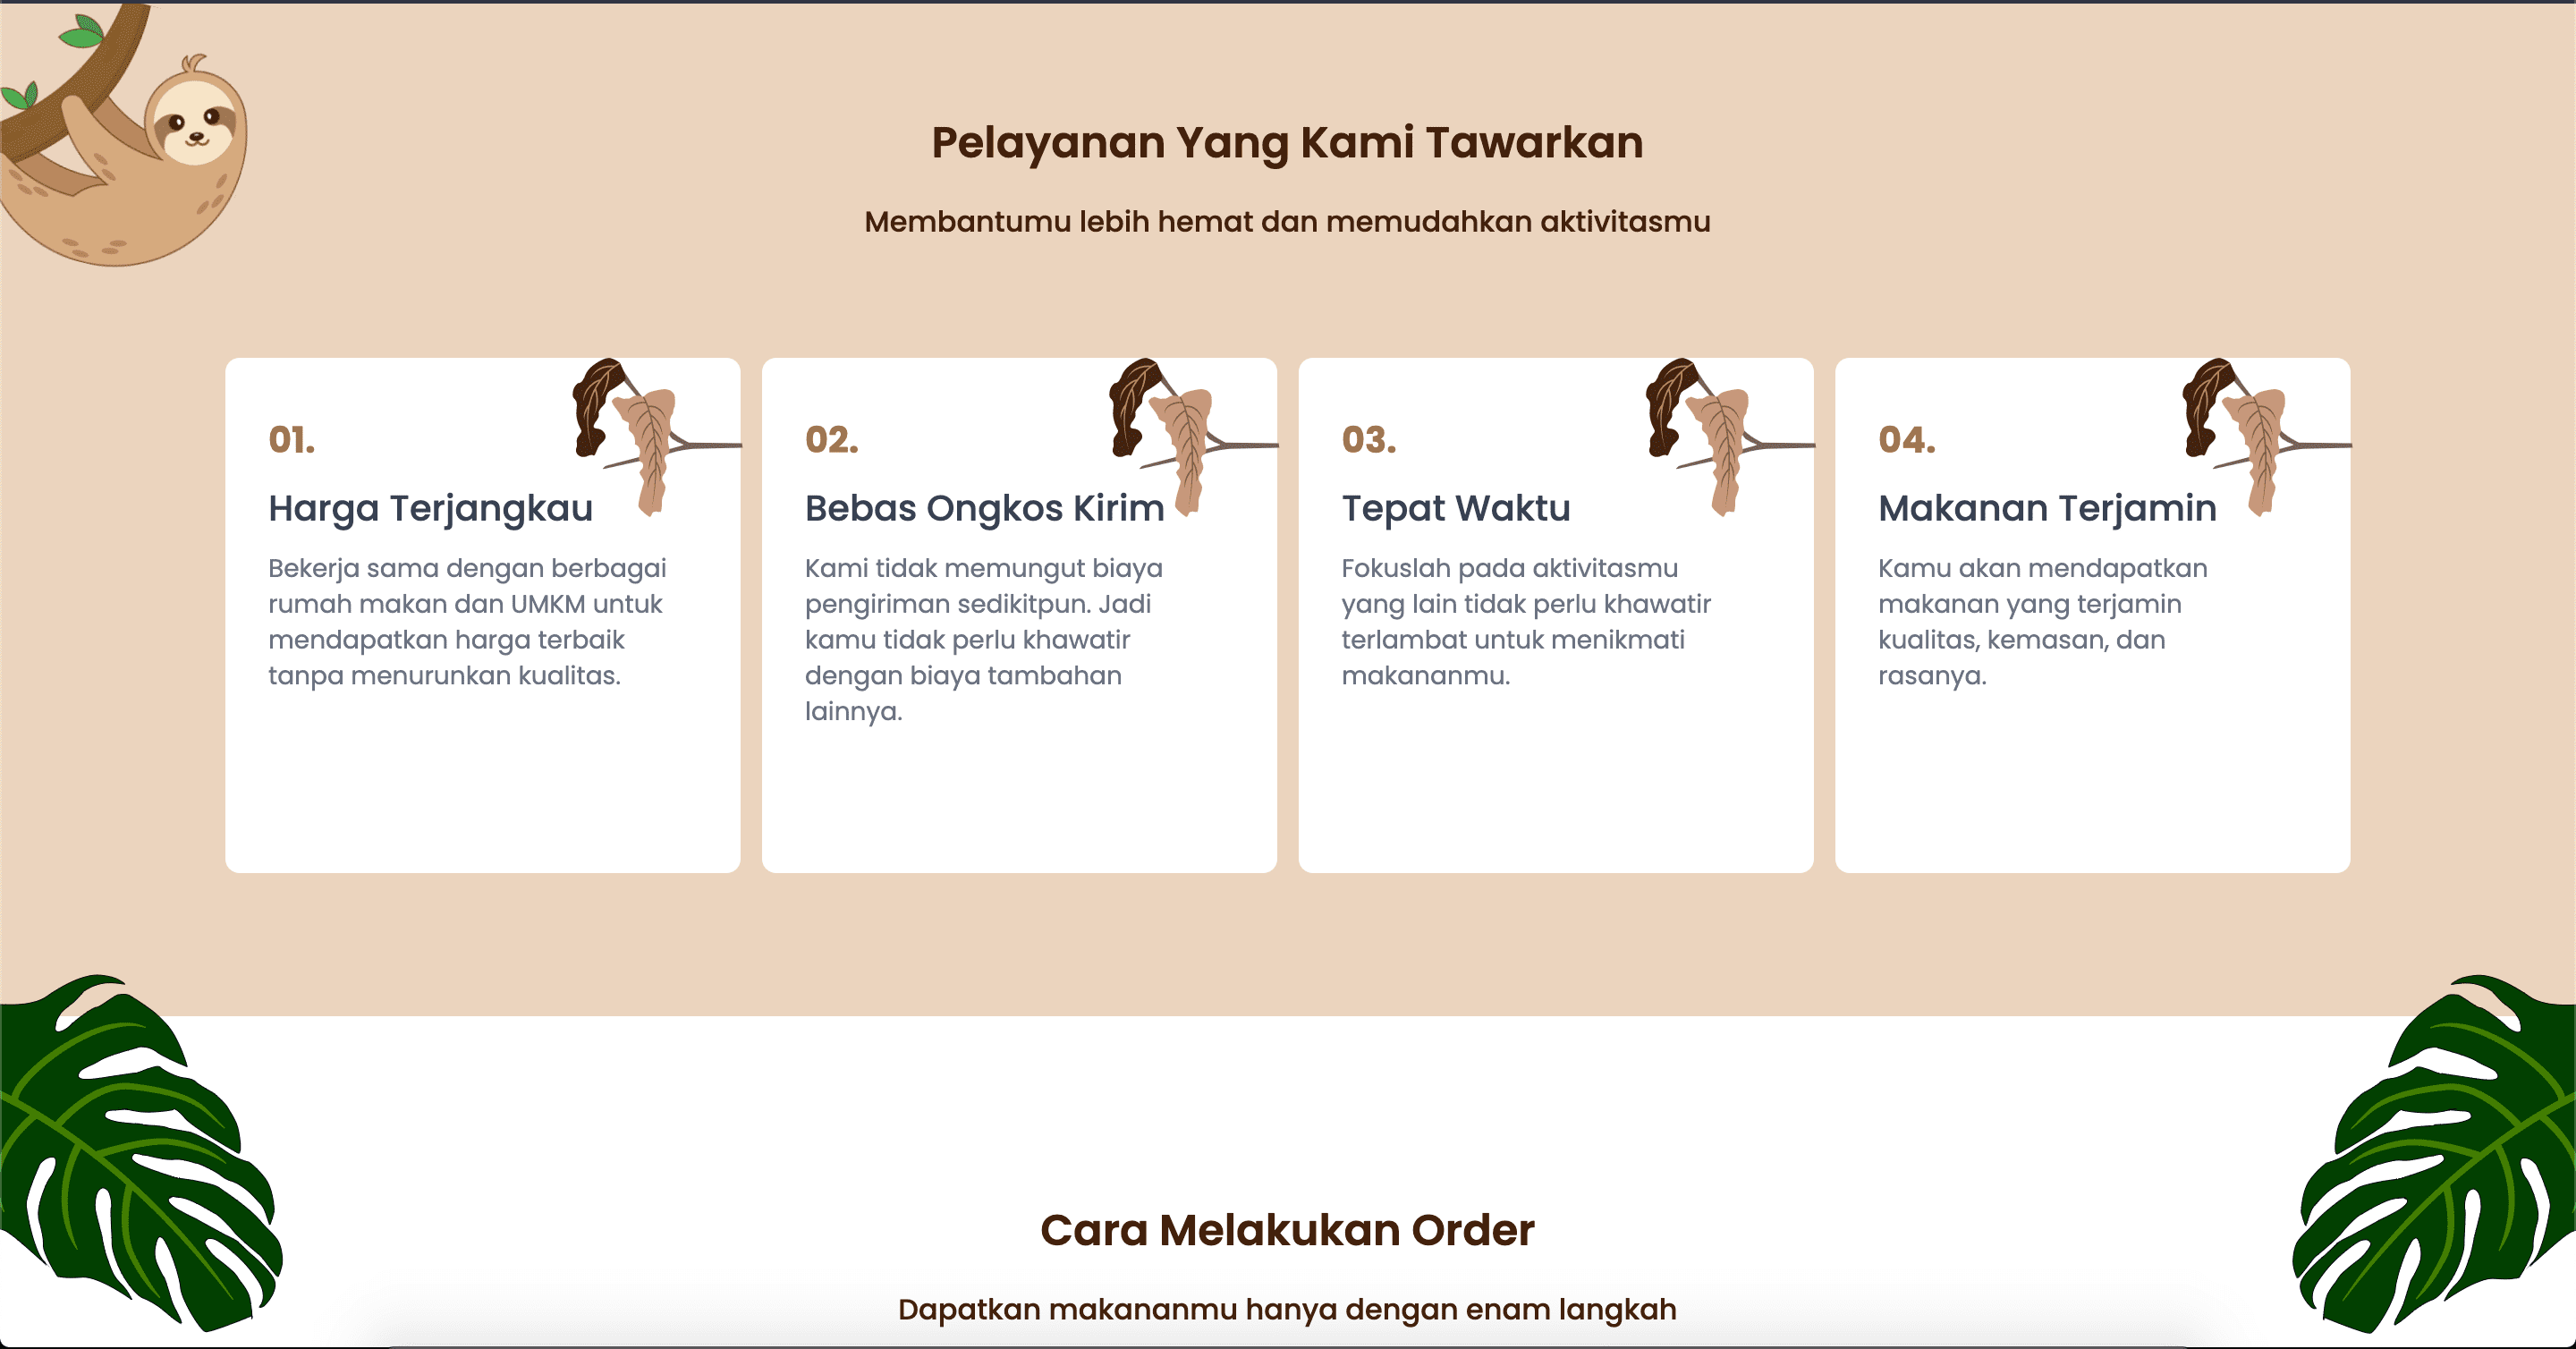 Pelayanan Yang Kami Tawarkan
Membantumu lebih hemat dan memudahkan aktivitasmu
01.
Harga Terjangkau
Bekerja sama dengan berbagai
rumah makan dan UMKM untuk
mendapatkan harga terbaik
tanpa menurunkan kualitas.
02.
Bebas Ongkos Kirim
Kami tidak memungut biaya
pengiriman sedikitpun. Jadi
kamu tidak perlu khawatir
dengan biaya tambahan
lainnya.
03.
Tepat Waktu
Fokuslah pada aktivitasmu
yang lain tidak perlu khawatir
terlambat untuk menikmati
makananmu.
04.
Makanan Terjamin
Kamu akan mendapatkan
makanan yang terjamin
kualitas, kemasan, dan
rasanya.
Cara Melakukan Order
Dapatkan makananmu hanya dengan enam langkah